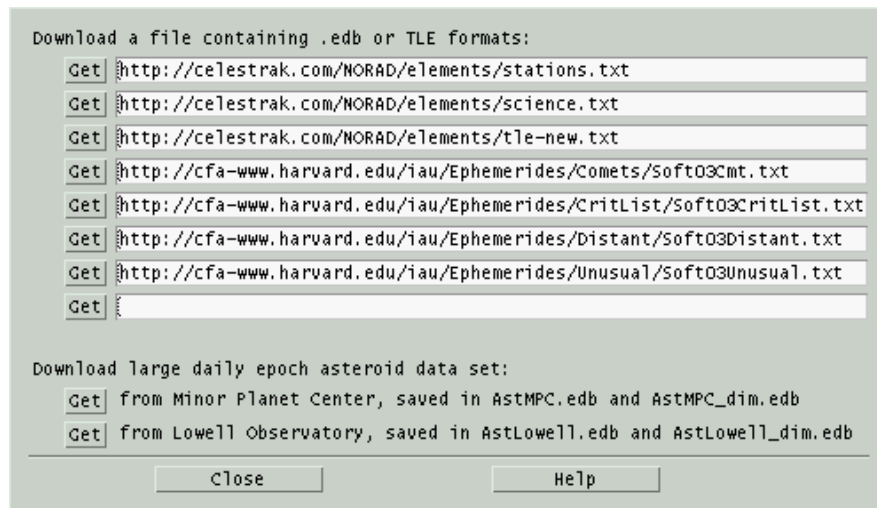 Download a file containing .edb or TLE formats:
Get http://celestrak.com/NORAD/elements/stations.txt
Get http://celestrak.com/NORAD/elements/science.txt
Get http://celestrak.com/NORAD/elements/tle-new.txt
Get http://cfa-www.harvard.edu/iau/Ephemerides/Comets/Soft03Cmt.txt
Get http://cfa-www.harvard.edu/iau/Ephemerides/CritList/Soft03CritList.txt
Get http://cfa-www.harvard.edu/iau/Ephemerides/Distant/Soft03Distant.txt
Get http://cfa-www.harvard.edu/iau/Ephemerides/Unusual/Soft03Unusual.txt
Get
Download large daily epoch asteroid data set:
Get from Minor Planet Center, saved in AstMPC.edb and AstMPC_dim.edb
Get from Lowell Observatory, saved in AstLowell.edb and AstLowell_dim.edb
Close Help